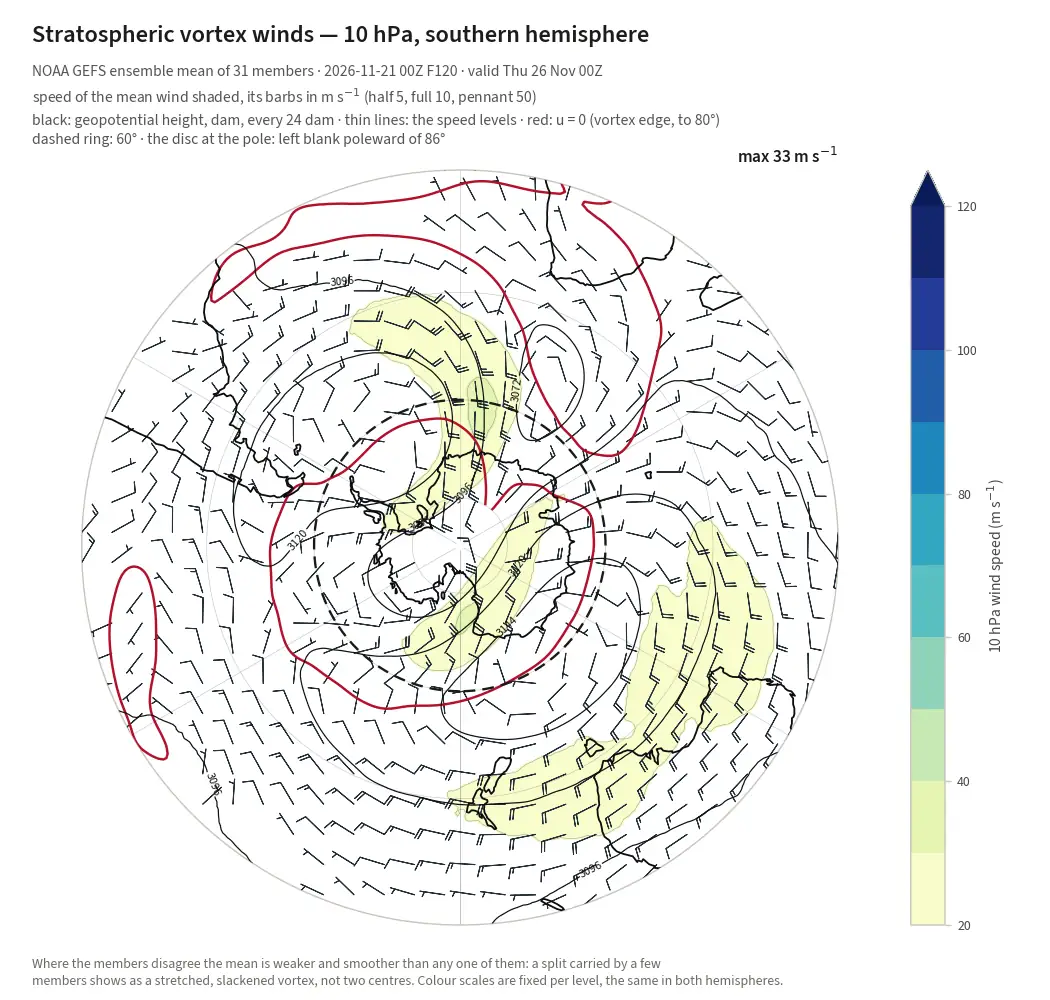 Stratospheric vortex winds — 10 hPa, southern hemisphere
NOAA GEFS ensemble mean of 31 members · 2026-11-21 00Z F120 · valid Thu 26 Nov 00Z
speed of the mean wind shaded, its barbs in m s⁻¹ (half 5, full 10, pennant 50)
black: geopotential height, dam, every 24 dam · thin lines: the speed levels · red: u = 0 (vortex edge, to 80°)
dashed ring: 60° · the disc at the pole: left blank poleward of 86°
max 33 m s⁻¹
120
100
80
60
40
20
10 hPa wind speed (m s⁻¹)
3096
3072
3096
3120
3120
3144
3096
3096
Where the members disagree the mean is weaker and smoother than any one of them: a split carried by a few
members shows as a stretched, slackened vortex, not two centres. Colour scales are fixed per level, the same in both hemispheres.